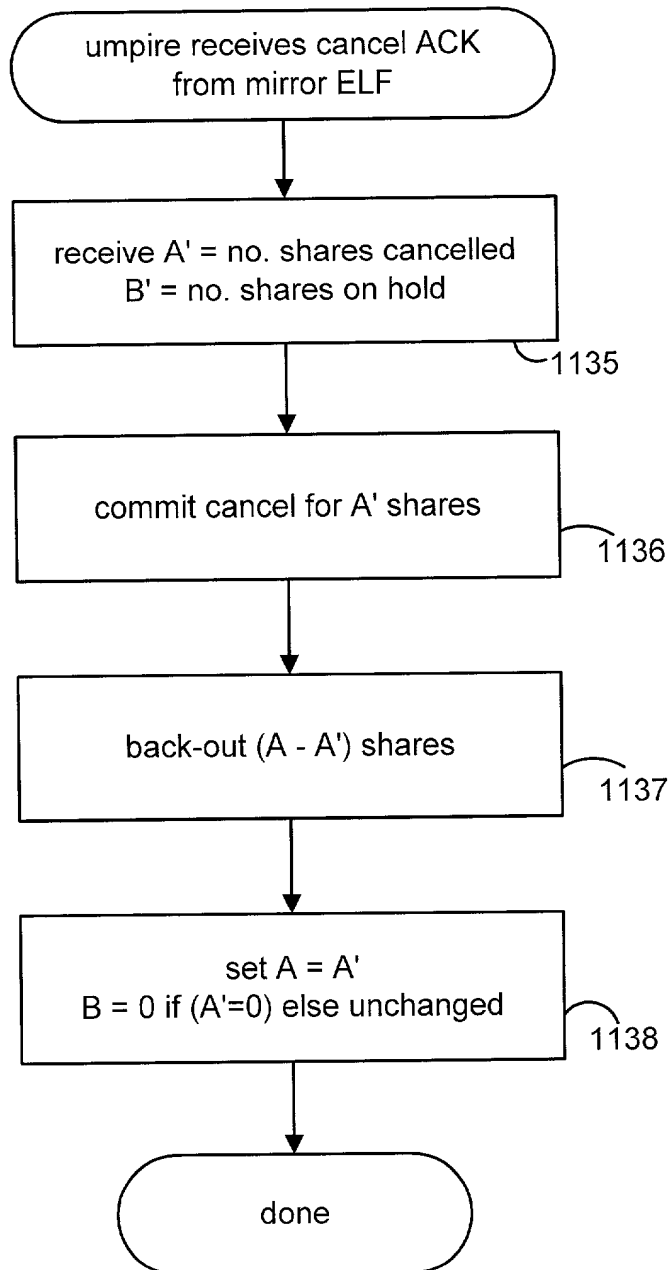 umpire receives cancel ACK
from mirror ELF
receive A' = no. shares cancelled
B' = no. shares on hold
1135
commit cancel for A' shares
1136
back-out (A - A') shares
1137
set A = A'
B = 0 if (A'=0) else unchanged
1138
done